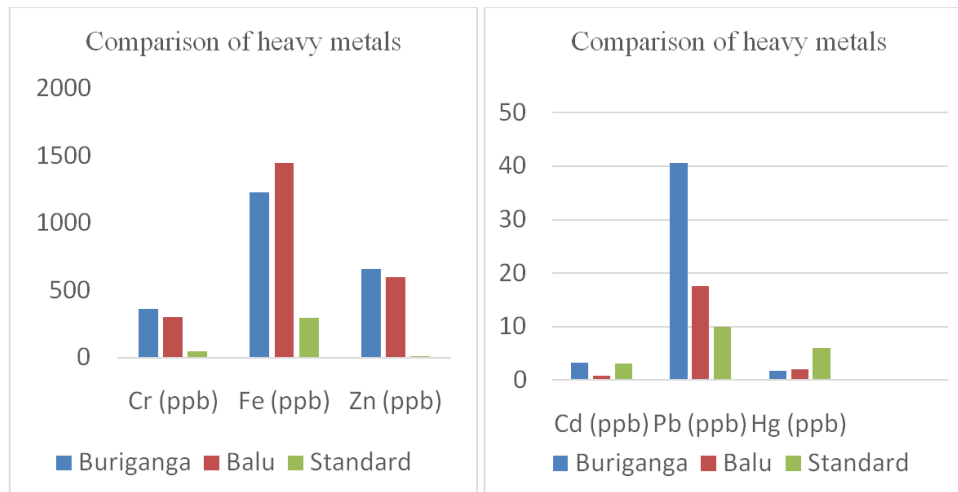 Comparison of heavy metals
2000
1500
1000
500
0
Cr (ppb) Fe (ppb) Zn (ppb)
Buriganga Balu Standard
Comparison of heavy metals
50
40
30
20
10
0
Cd (ppb) Pb (ppb) Hg (ppb)
Buriganga Balu Standard